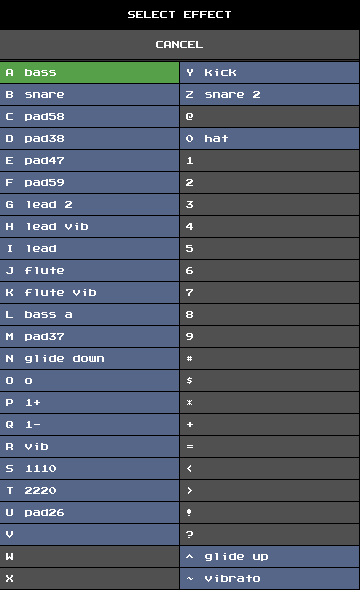 SELECT EFFECT
CANCEL
A bass
B snare
C pad58
D pad38
E pad47
F pad59
G lead 2
H lead vib
I lead
J flute
K flute vib
L bass a
M pad37
N glide down
O o
P 1+
Q 1-
R vib
S 1110
T 2220
U pad26
V
W
X
Y kick
Z snare 2
@
0 hat
1
2
3
4
5
6
7
8
9
#
$
*
+
=
<
>
!
?
^ glide up
~ vibrato